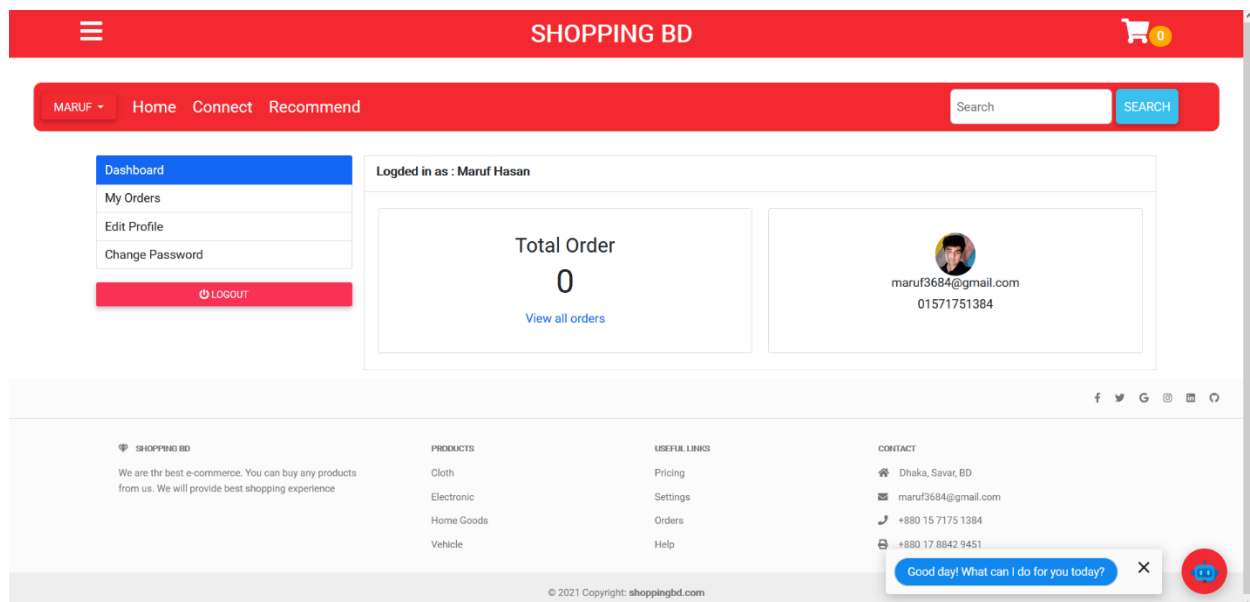 SHOPPING BD
0
MARUF
Home Connect Recommend
Search
SEARCH
Dashboard
My Orders
Edit Profile
Change Password
LOGOUT
Logded in as : Maruf Hasan
Total Order
0
View all orders
maruf3684@gmail.com
01571751384
SHOPPING BD
We are thr best e-commerce. You can buy any products
from us. We will provide best shopping experience
PRODUCTS
Cloth
Electronic
Home Goods
Vehicle
USEFUL LINKS
Pricing
Settings
Orders
Help
CONTACT
Dhaka, Savar, BD
maruf3684@gmail.com
+880 15 7175 1384
+880 17 8842 9451
Good day! What can I do for you today?
© 2021 Copyright: shoppingbd.com